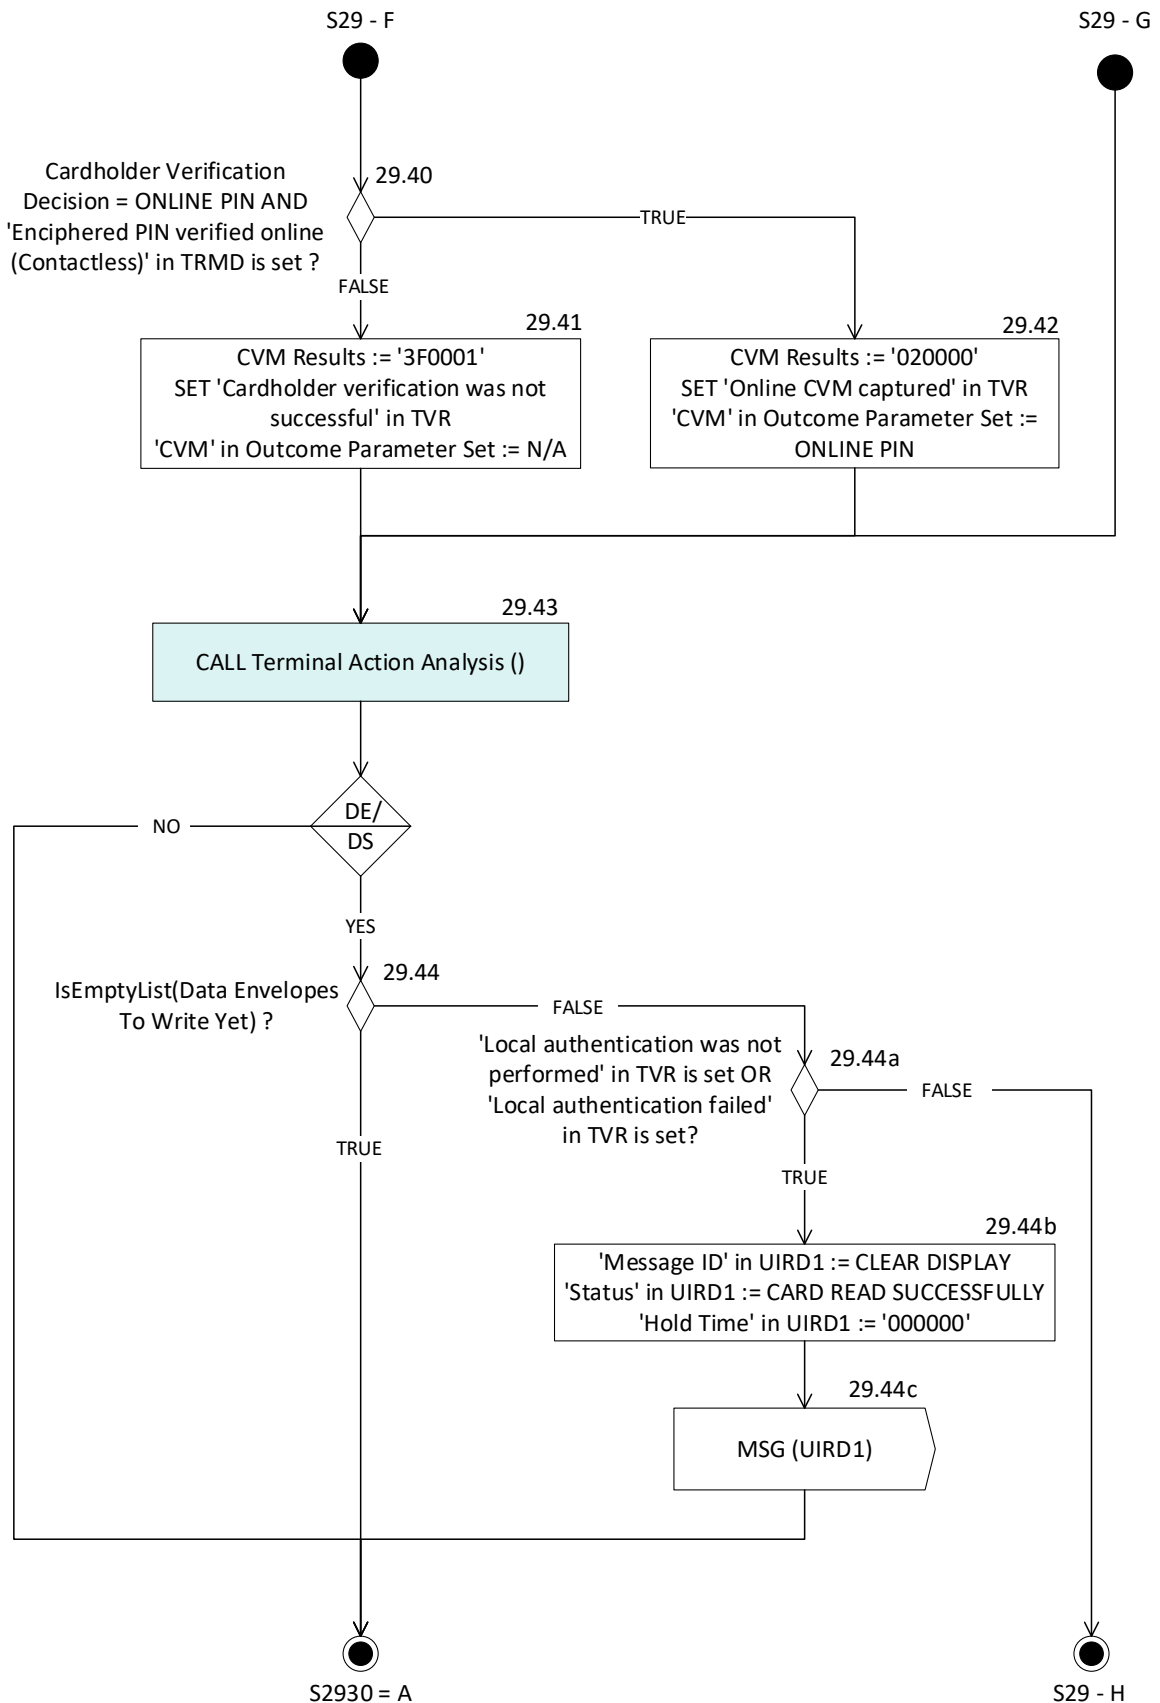 S29 - F
S29 - G
Cardholder Verification
Decision = ONLINE PIN AND
'Enciphered PIN verified online
(Contactless)' in TRMD is set ?
29.40
TRUE
FALSE
29.41
CVM Results := '3F0001'
SET 'Cardholder verification was not
successful' in TVR
'CVM' in Outcome Parameter Set := N/A
29.42
CVM Results := '020000'
SET 'Online CVM captured' in TVR
'CVM' in Outcome Parameter Set :=
ONLINE PIN
29.43
CALL Terminal Action Analysis ()
DE/
DS
NO
YES
29.44
IsEmptyList(Data Envelopes
To Write Yet) ?
FALSE
'Local authentication was not
performed' in TVR is set OR
'Local authentication failed'
in TVR is set?
29.44a
FALSE
TRUE
TRUE
29.44b
'Message ID' in UIRD1 := CLEAR DISPLAY
'Status' in UIRD1 := CARD READ SUCCESSFULLY
'Hold Time' in UIRD1 := '000000'
29.44c
MSG (UIRD1)
S2930 = A
S29 - H